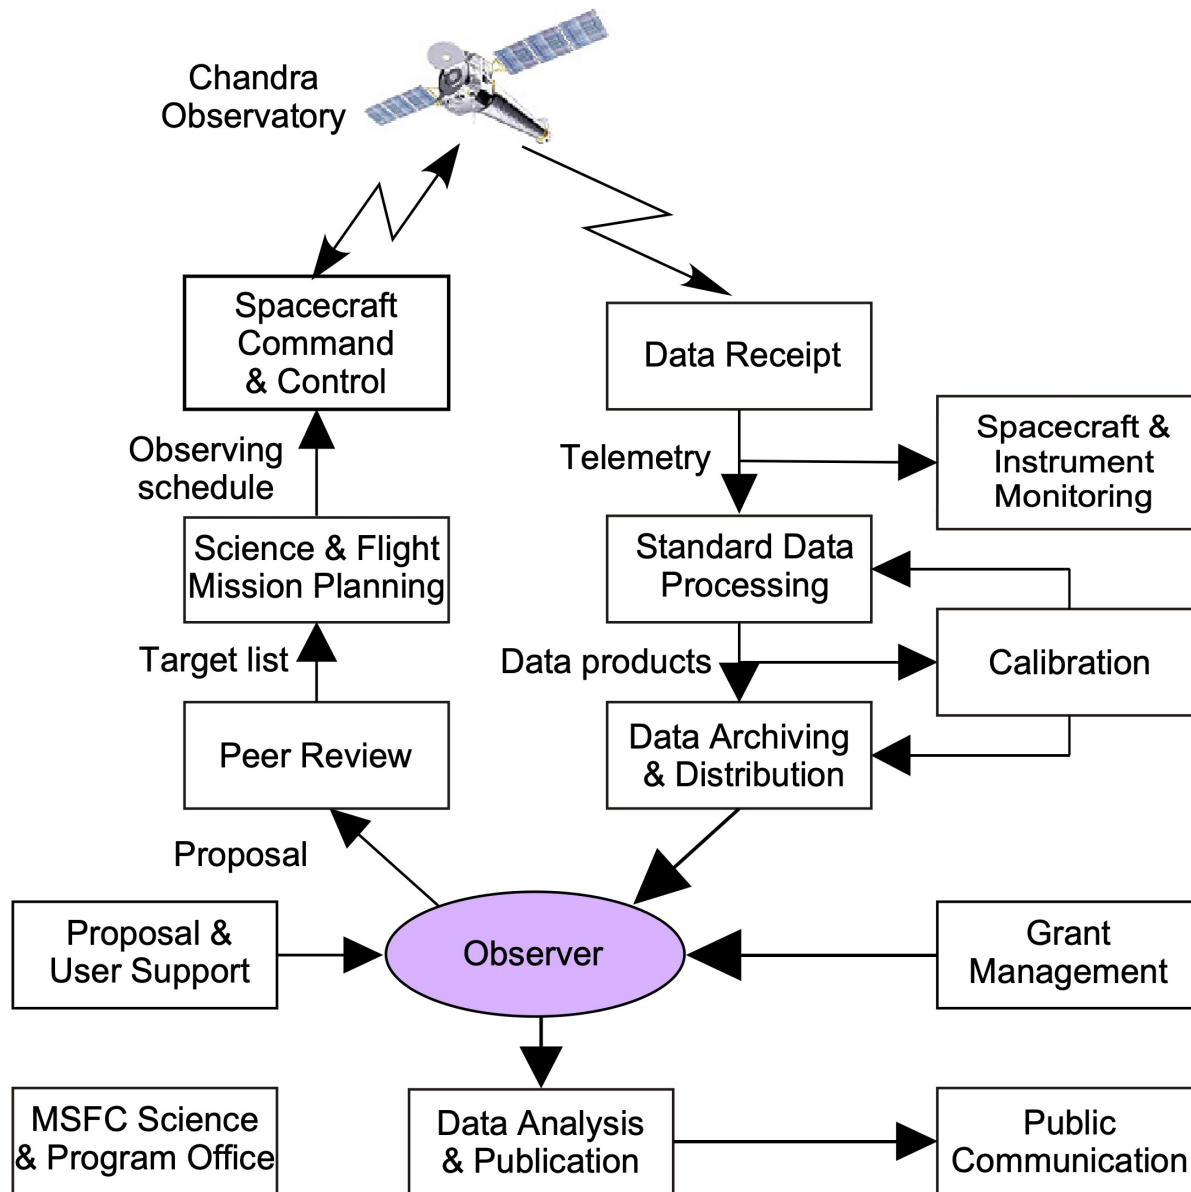 Chandra
Observatory
Spacecraft
Command
& Control
Data Receipt
Observing
schedule
Telemetry
Spacecraft &
Instrument
Monitoring
Science & Flight
Mission Planning
Standard Data
Processing
Target list
Data products
Calibration
Peer Review
Data Archiving
& Distribution
Proposal
Proposal &
User Support
Observer
Grant
Management
MSFC Science
& Program Office
Data Analysis
& Publication
Public
Communication